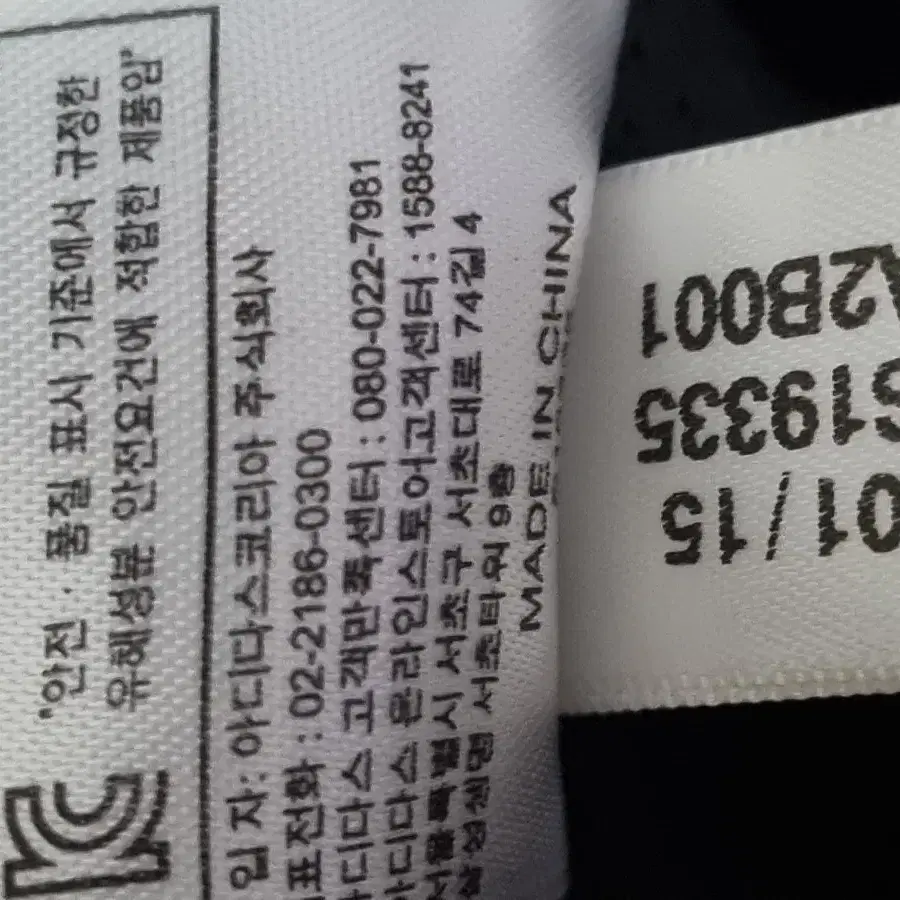 "안전·품질 표시 기준에서 규정한
유해성분 안전요건에 적합한 제품임"
입 자: 아디다스코리아 주식회사
표전화 : 02-2186-0300
아디다스 고객만족센터 : 080-022-7981
아디다스 온라인스토어고객센터 : 1588-8241
서울특별시 서초구 서초대로 74길 4
삼성생명 서초타워 9층
MADE IN CHINA
A2B001
S19335
01/15